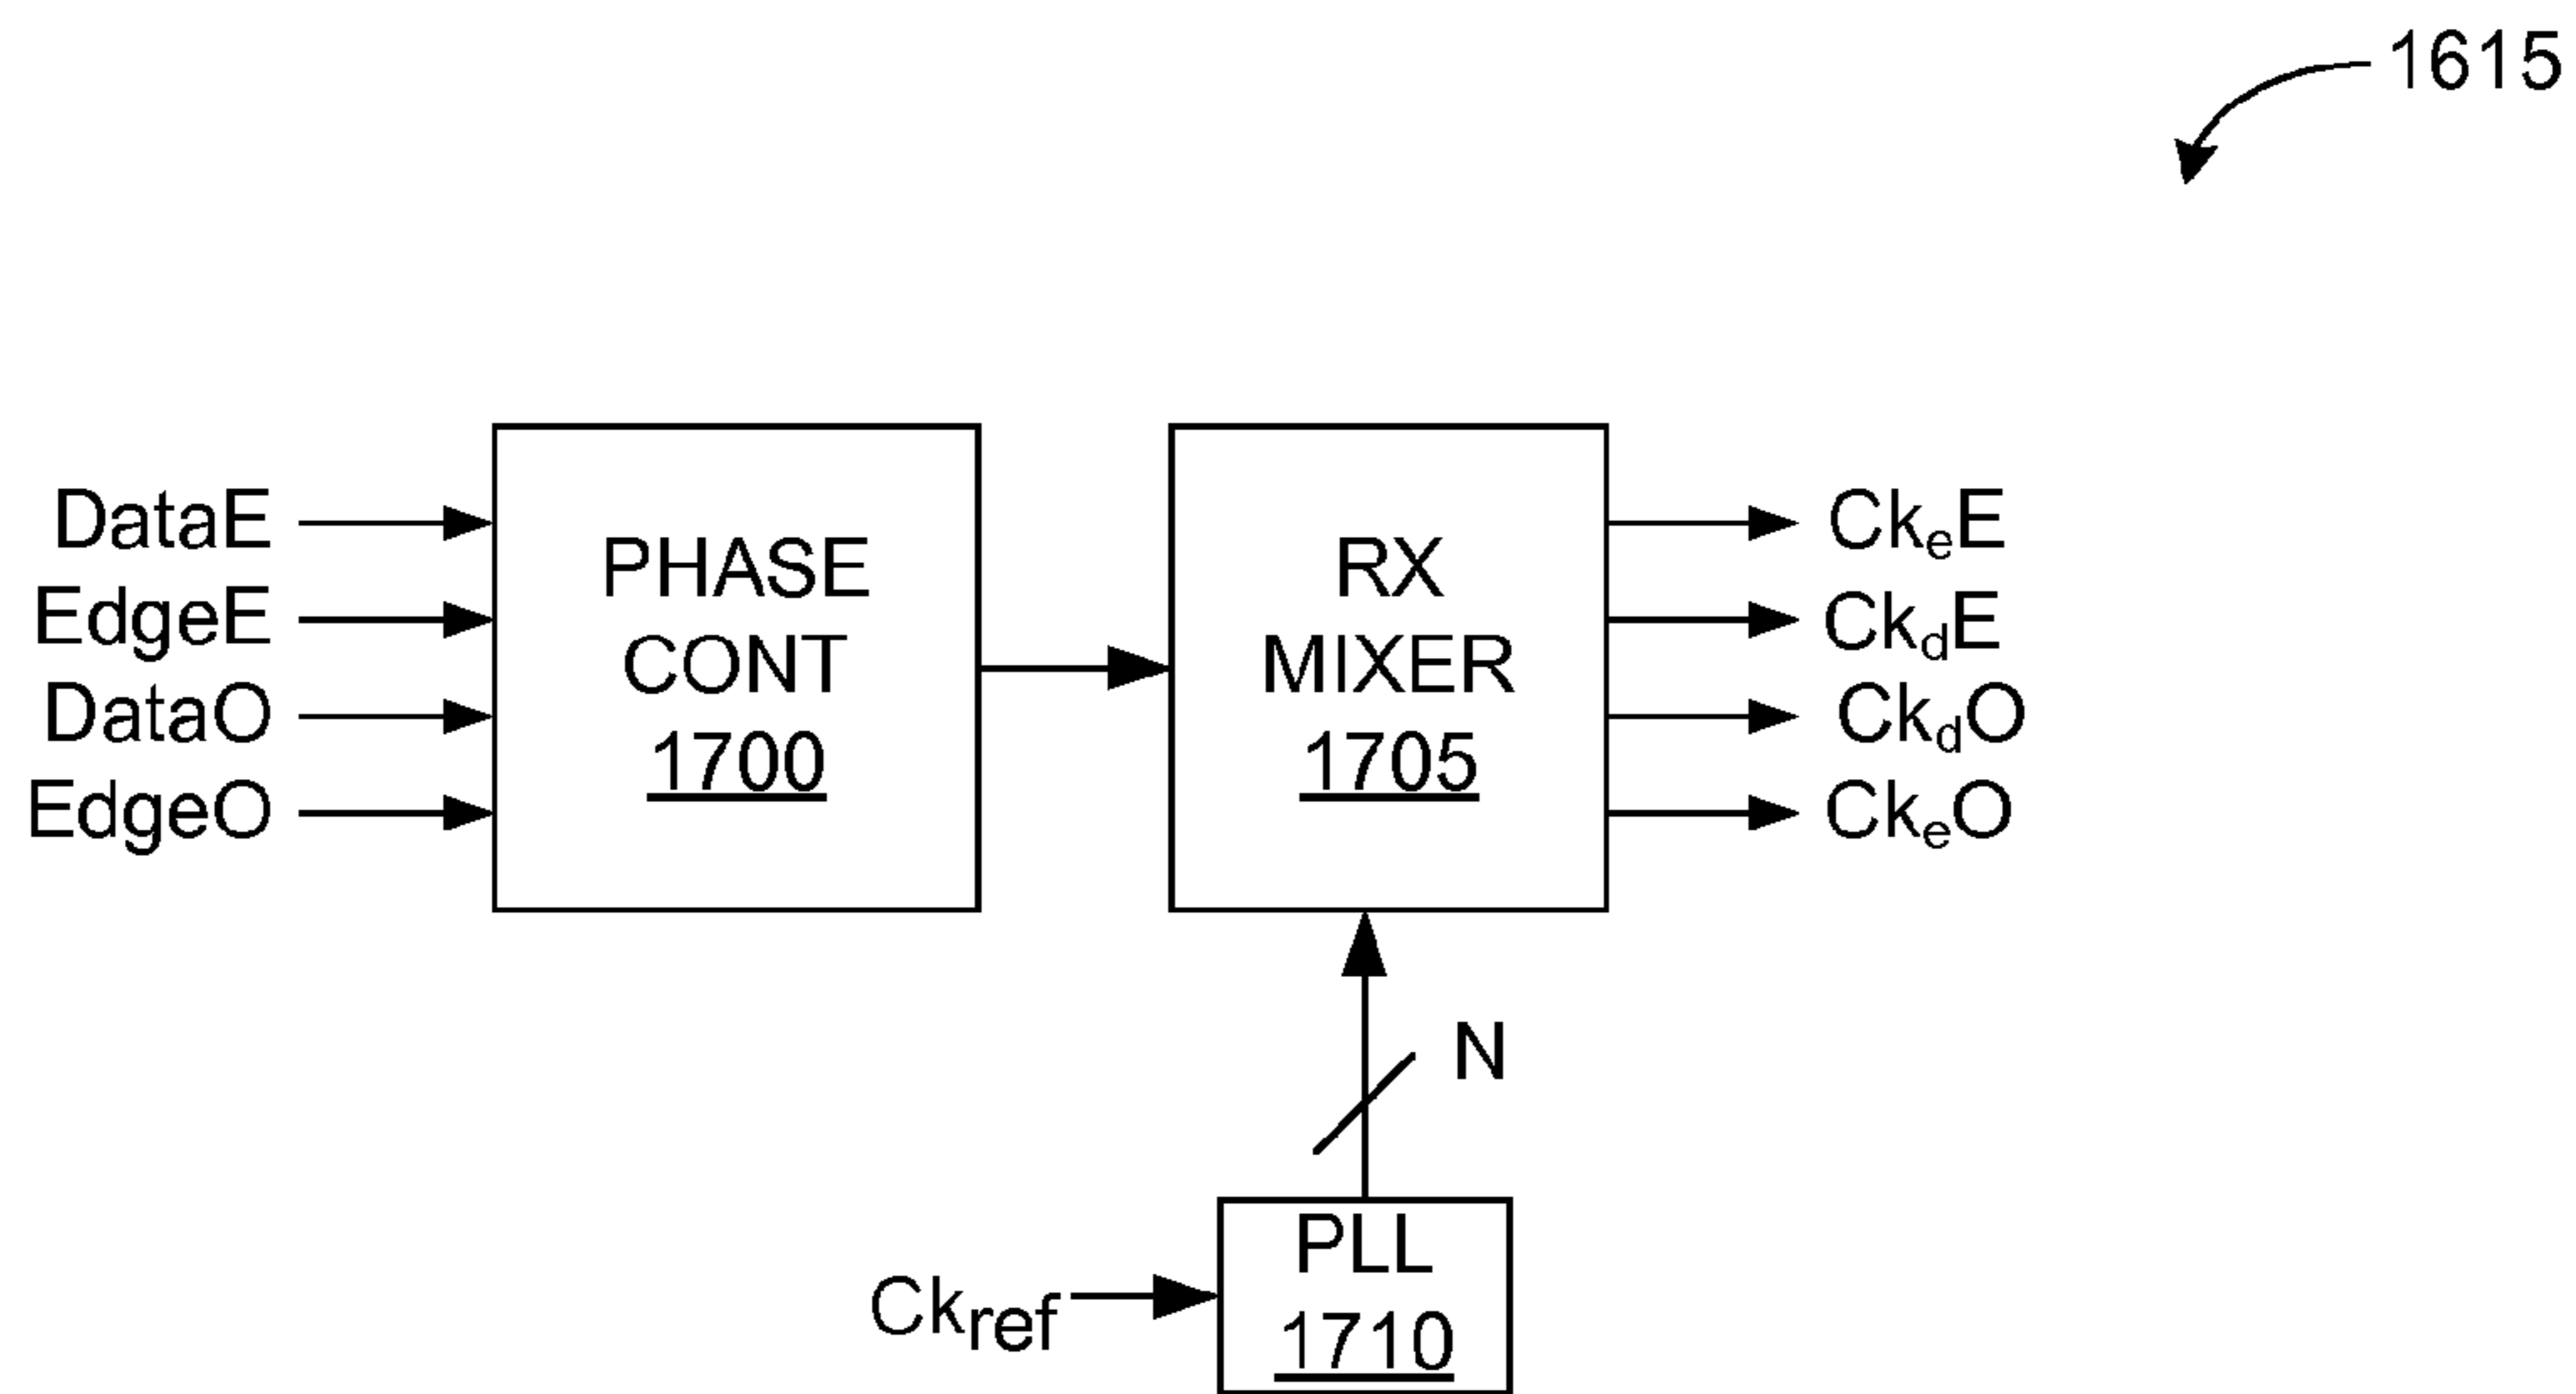 1615
DataE
EdgeE
DataO
EdgeO
PHASE
CONT
1700
RX
MIXER
1705
CkeE
CkdE
CkdO
CkeO
N
Ckref
PLL
1710